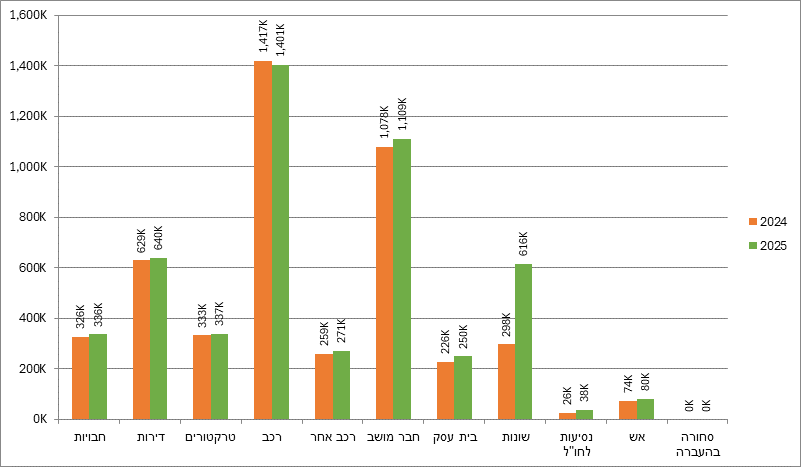 1,600K
1,400K
1,200K
1,000K
800K
600K
400K
200K
0K
326K
336K
629K
640K
333K
337K
1,417K
1,401K
259K
271K
1,078K
1,109K
226K
250K
298K
616K
26K
38K
74K
80K
0K
0K
חבויות
דירות
טרקטורים
רכב
רכב אחר
חבר מושב
בית עסק
שונות
נסיעות
לחו"ל
אש
סחורה
בהעברה
2024
2025